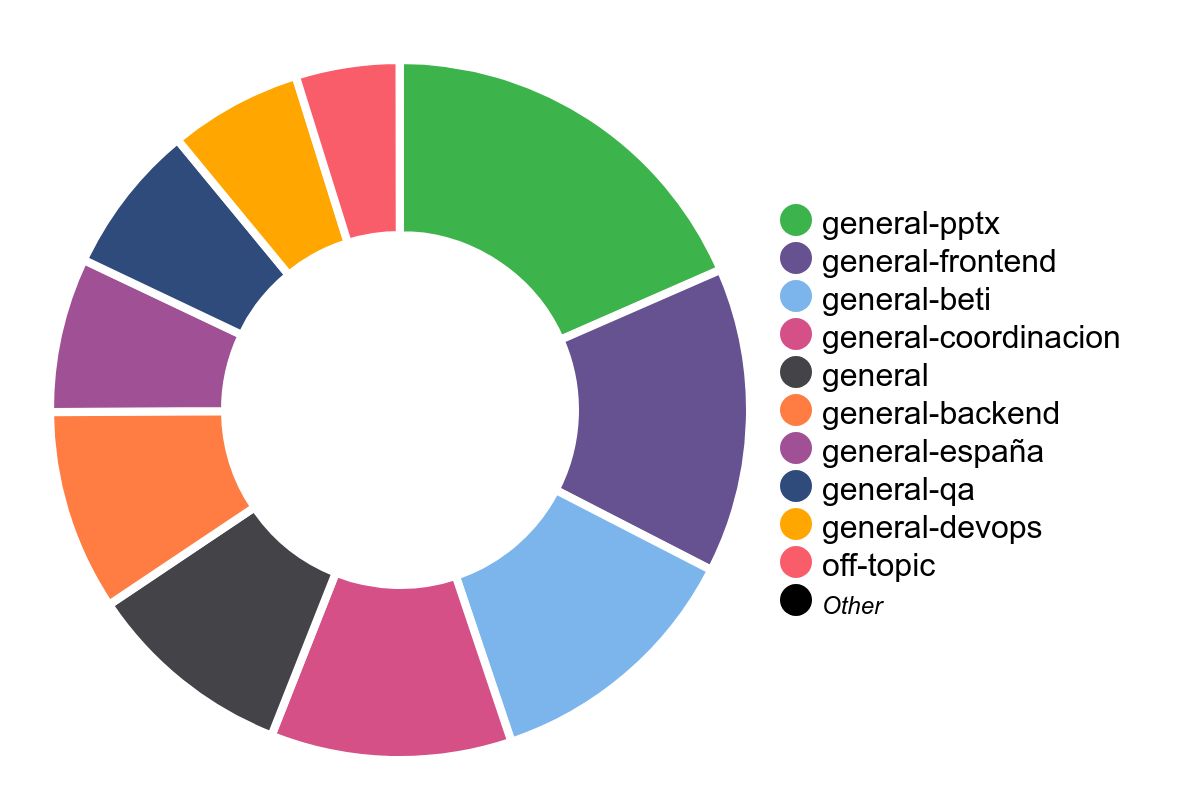 general-pptx
general-frontend
general-beti
general-coordinacion
general
general-backend
general-españa
general-qa
general-devops
off-topic
Other